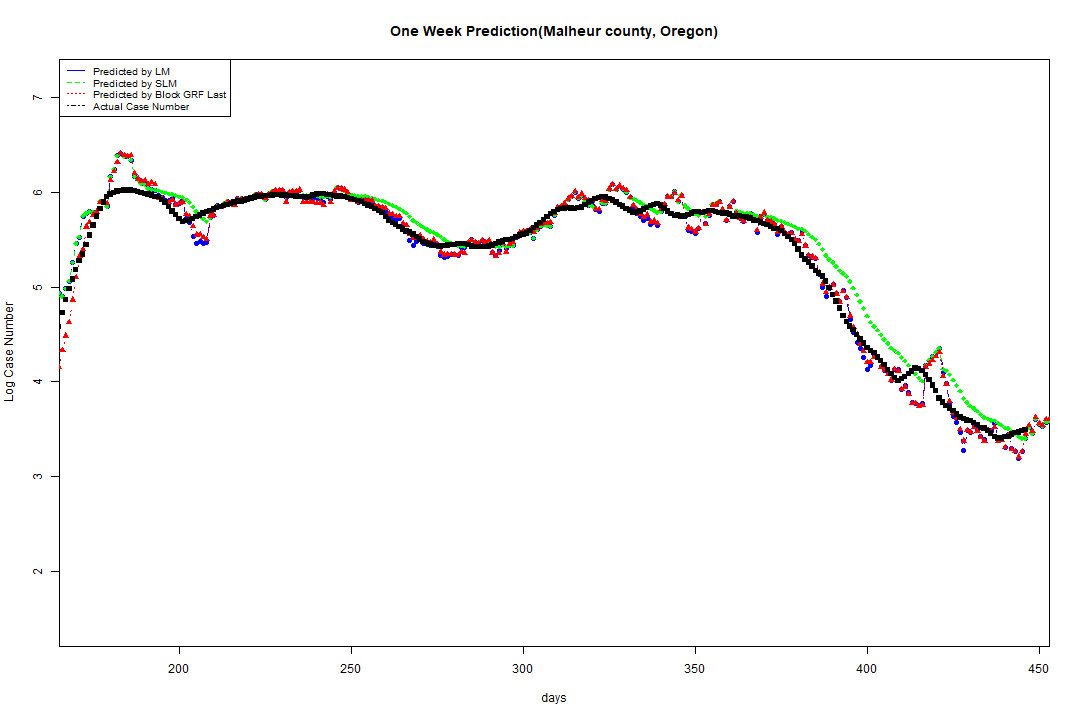 One Week Prediction(Malheur county, Oregon)
Predicted by LM
Predicted by SLM
Predicted by Block GRF Last
Actual Case Number
7
6
5
4
3
2
Log Case Number
200 250 300 350 400 450
days